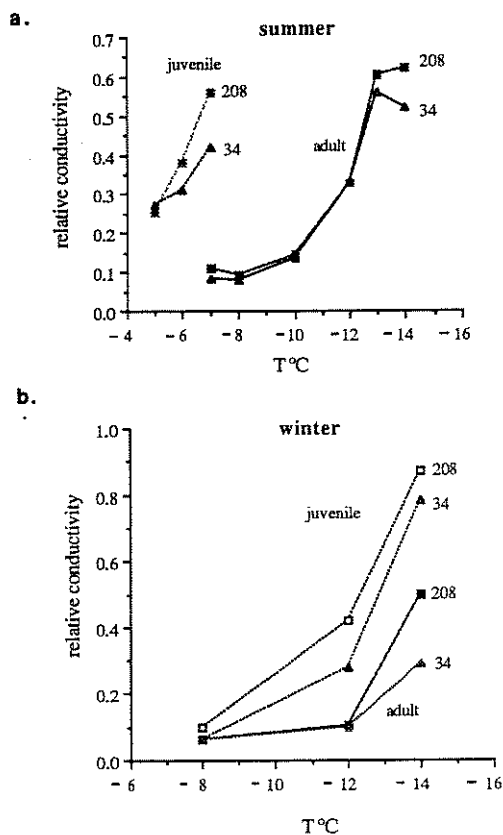 a.
summer
0.7
juvenile
208
0.6
208
0.5
34
34
adult
0.4
relative conductivity
0.3
0.2
0.1
0.0
- 4 - 6 - 8 - 10 - 12 - 14 - 16
T°C
b.
winter
1.0
208
34
juvenile
0.8
0.6
208
relative conductivity
0.4
34
0.2
adult
0.0
- 6 - 8 - 10 - 12 - 14 - 16
T°C